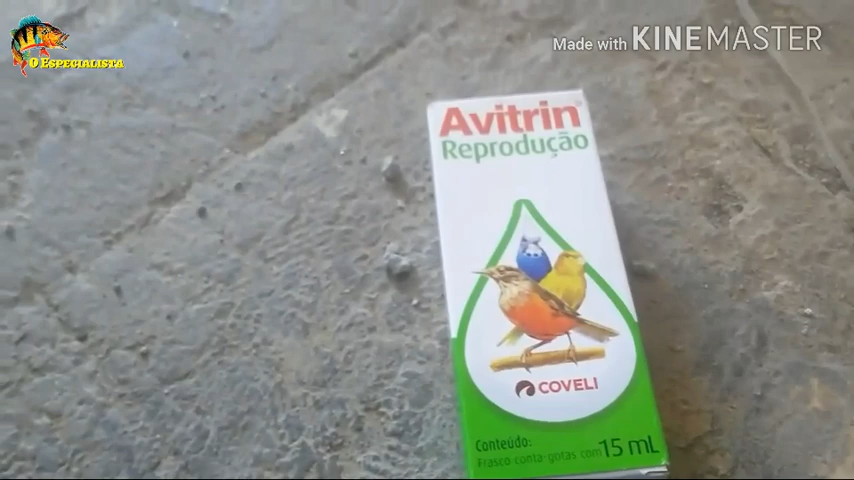 O Especialista
Made with KINEMASTER
Avitrin®
Reprodução
COVELI
Conteúdo:
Frasco conta-gotas com 15 mL